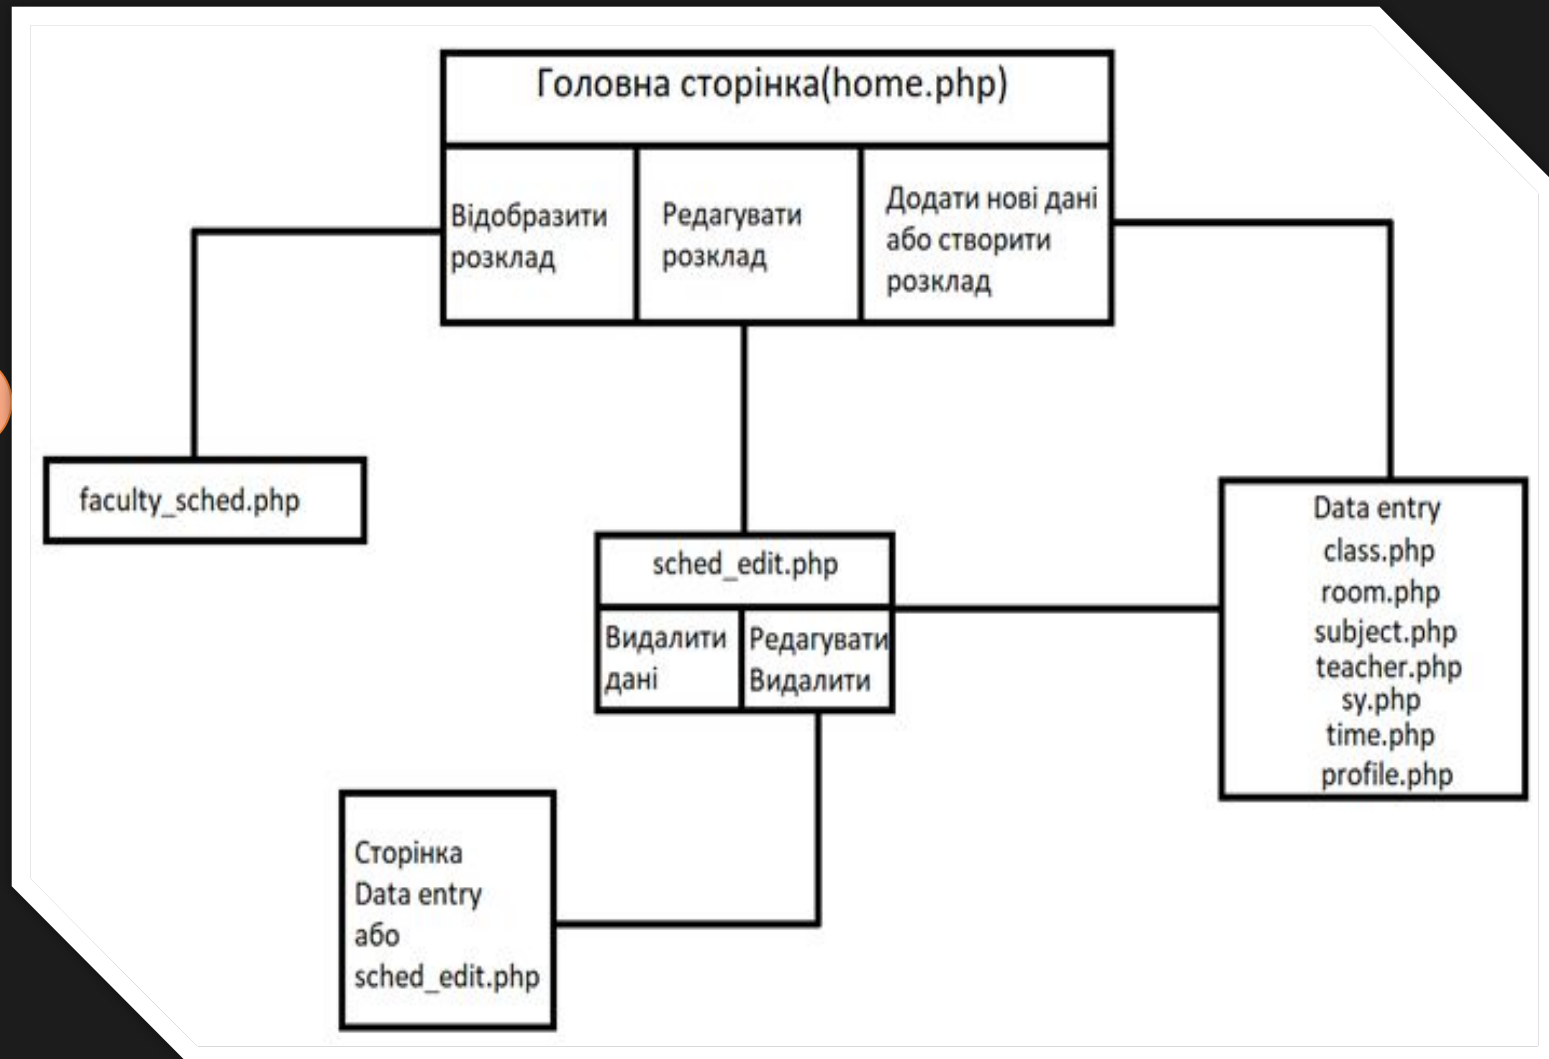 Головна сторінка(home.php)
Відобразити
розклад
Редагувати
розклад
Додати нові дані
або створити
розклад
faculty_sched.php
sched_edit.php
Видалити
дані
Редагувати
Видалити
Data entry
class.php
room.php
subject.php
teacher.php
sy.php
time.php
profile.php
Сторінка
Data entry
або
sched_edit.php